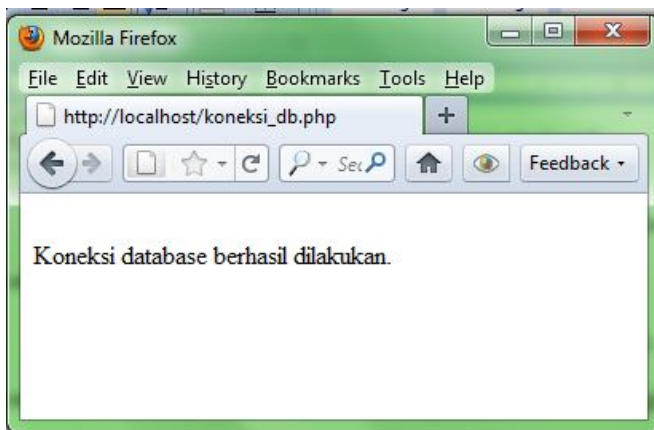 Mozilla Firefox
File Edit View History Bookmarks Tools Help
http://localhost/koneksi_db.php
Feedback
Koneksi database berhasil dilakukan.